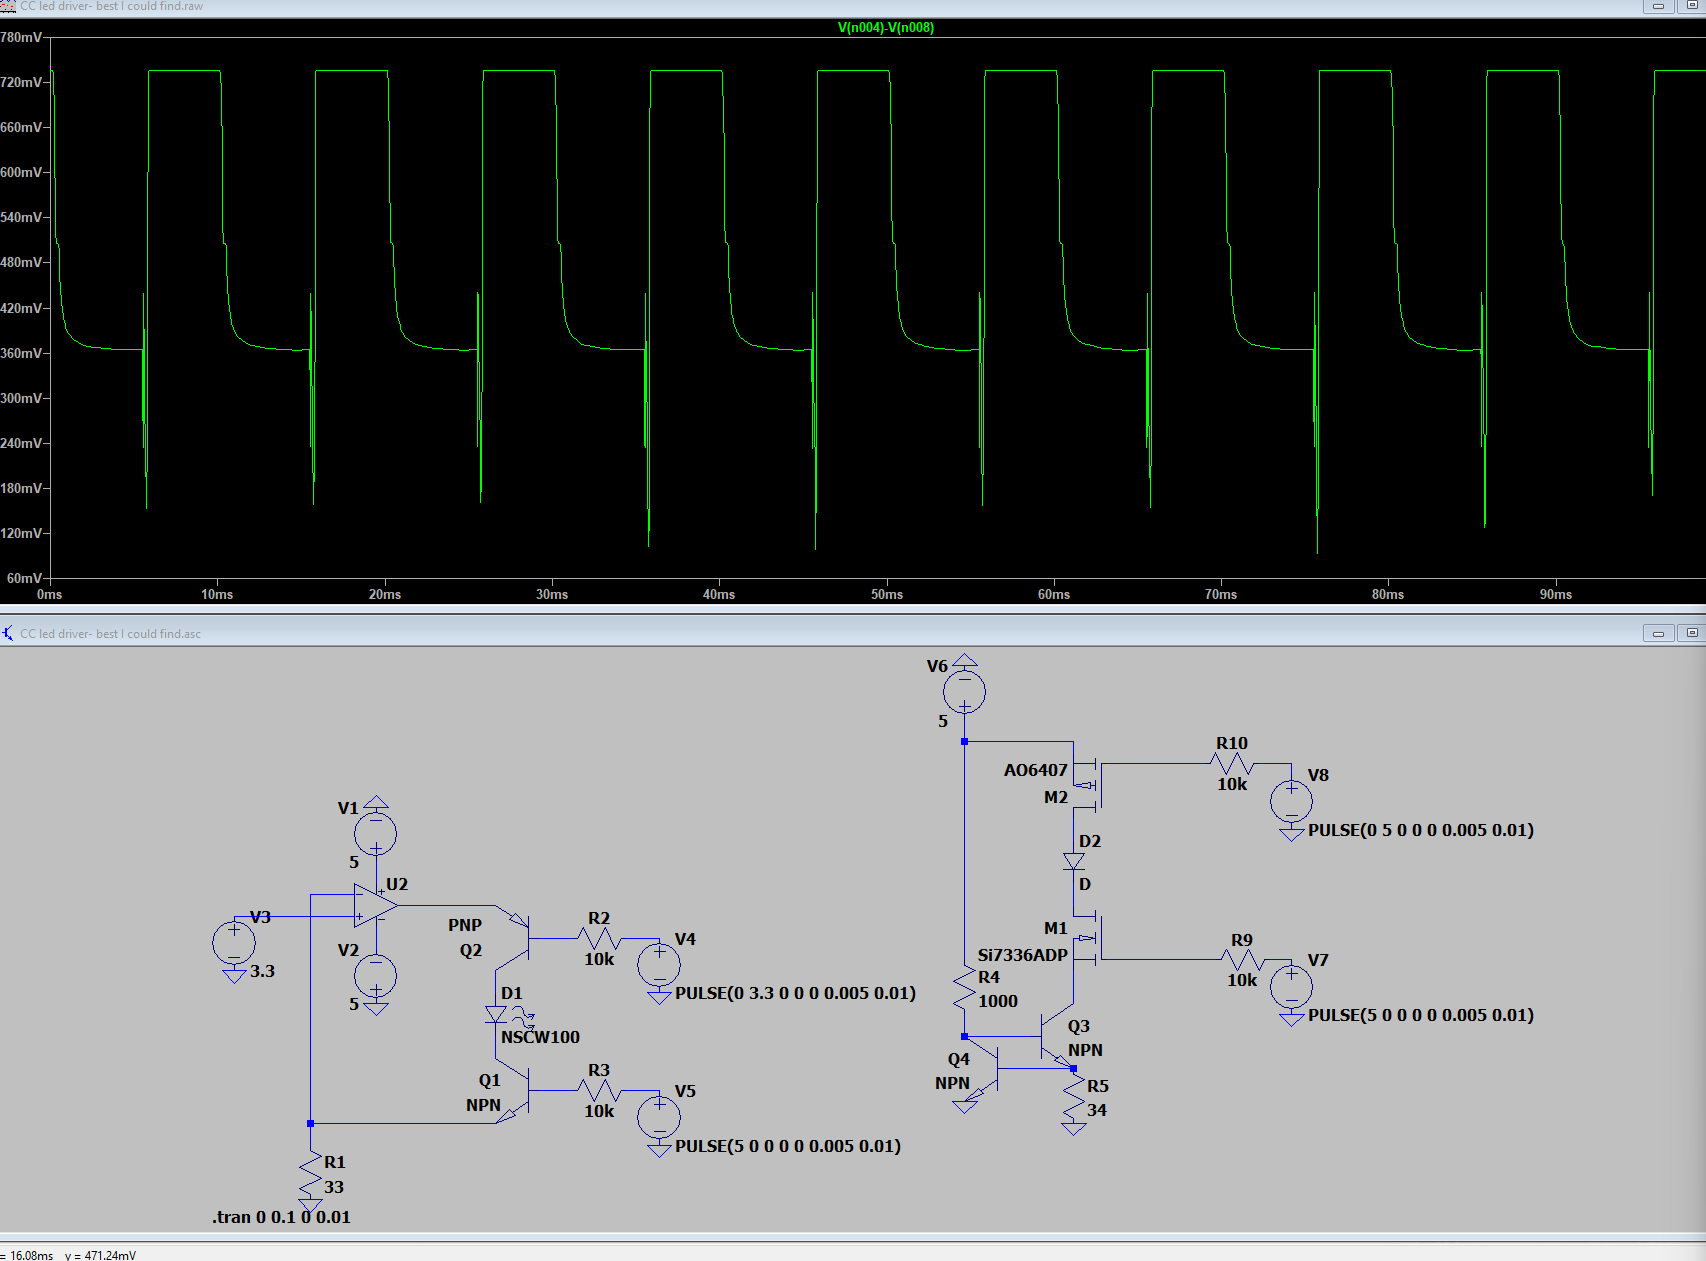 CC led driver- best I could find.raw
V(n004)-V(n008)
780mV
720mV
660mV
600mV
540mV
480mV
420mV
360mV
300mV
240mV
180mV
120mV
60mV
0ms 10ms 20ms 30ms 40ms 50ms 60ms 70ms 80ms 90ms
CC led driver- best I could find.asc
V6
5
R10
10k
AO6407
M2
V8
PULSE(0 5 0 0 0 0.005 0.01)
V1
5
U2
D2
D
V3
3.3
PNP
Q2
R2
10k
V4
PULSE(0 3.3 0 0 0 0.005 0.01)
V2
5
M1
Si7336ADP
R9
10k
V7
PULSE(5 0 0 0 0 0.005 0.01)
R4
1000
D1
NSCW100
Q3
NPN
Q4
NPN
R5
34
Q1
NPN
R3
10k
V5
PULSE(5 0 0 0 0 0.005 0.01)
R1
33
.tran 0 0.1 0 0.01
= 16.08ms y = 471.24mV